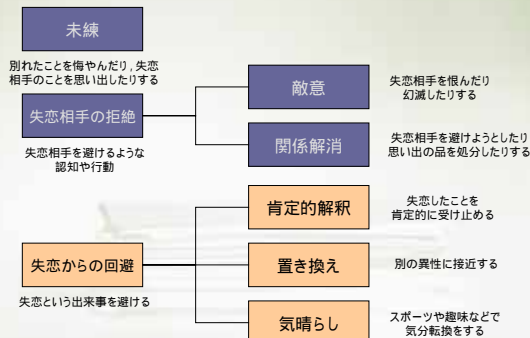 未練
別れたことを悔やんだり,失恋
相手のことを思い出したりする
失恋相手の拒絶
失恋相手を避けるような
認知や行動
敵意
失恋相手を恨んだり
幻滅したりする
関係解消
失恋相手を避けようとしたり
思い出の品を処分したりする
失恋からの回避
失恋という出来事を避ける
肯定的解釈
失恋したことを
肯定的に受け止める
置き換え
別の異性に接近する
気晴らし
スポーツや趣味などで
気分転換をする